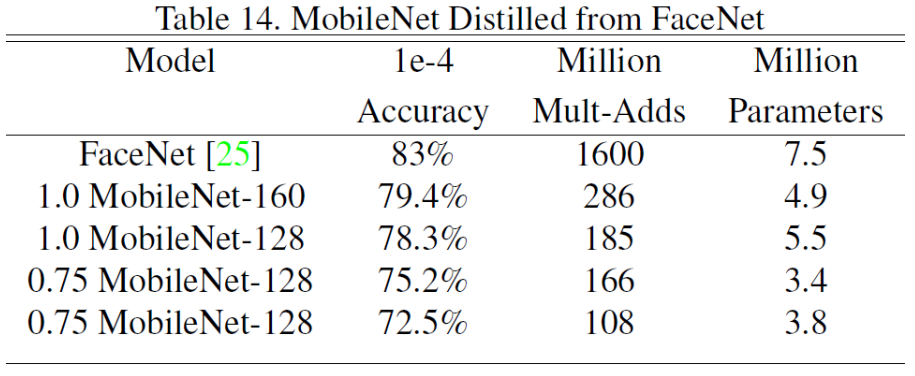 Table 14. MobileNet Distilled from FaceNet
Model 1e-4 Million Million
Accuracy Mult-Adds Parameters
FaceNet [25] 83% 1600 7.5
1.0 MobileNet-160 79.4% 286 4.9
1.0 MobileNet-128 78.3% 185 5.5
0.75 MobileNet-128 75.2% 166 3.4
0.75 MobileNet-128 72.5% 108 3.8